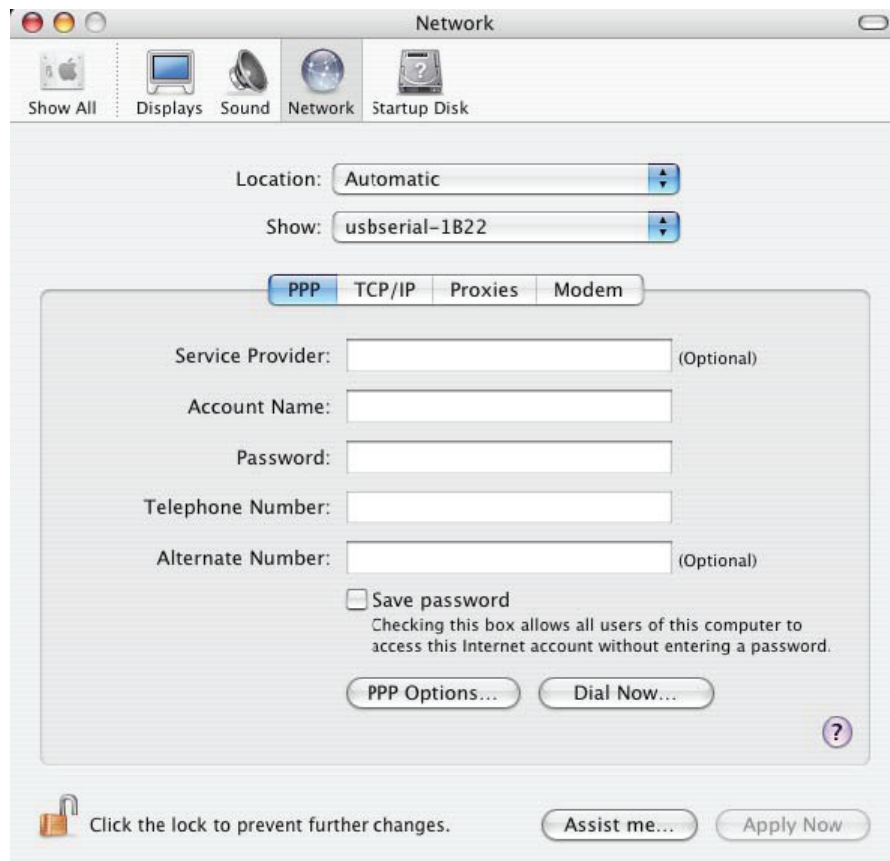 Network
Show All Displays Sound Network Startup Disk
Location: Automatic
Show: usbserial-1B22
PPP TCP/IP Proxies Modem
Service Provider: (Optional)
Account Name:
Password:
Telephone Number:
Alternate Number: (Optional)
Save password
Checking this box allows all users of this computer to
access this Internet account without entering a password.
PPP Options... Dial Now...
?
Click the lock to prevent further changes. Assist me... Apply Now